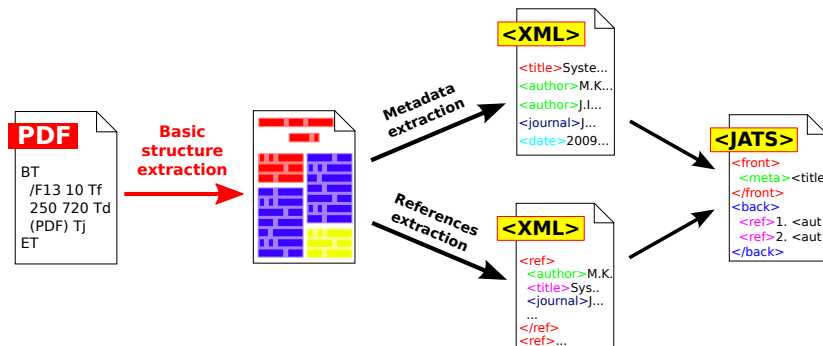 PDF
BT
/F13 10 Tf
250 720 Td
(PDF) Tj
ET
Basic
structure
extraction
Metadata
extraction
References
extraction
<XML>
<title>Syste...
<author>M.K...
<author>J.I...
<journal>J...
<date>2009...
<XML>
<ref>
<author>M.K.
<title>Sys..
<journal>J...
...
</ref>
<ref>...
<JATS>
<front>
<meta><title
</front>
<back>
<ref>1. <aut
<ref>2. <aut
</back>